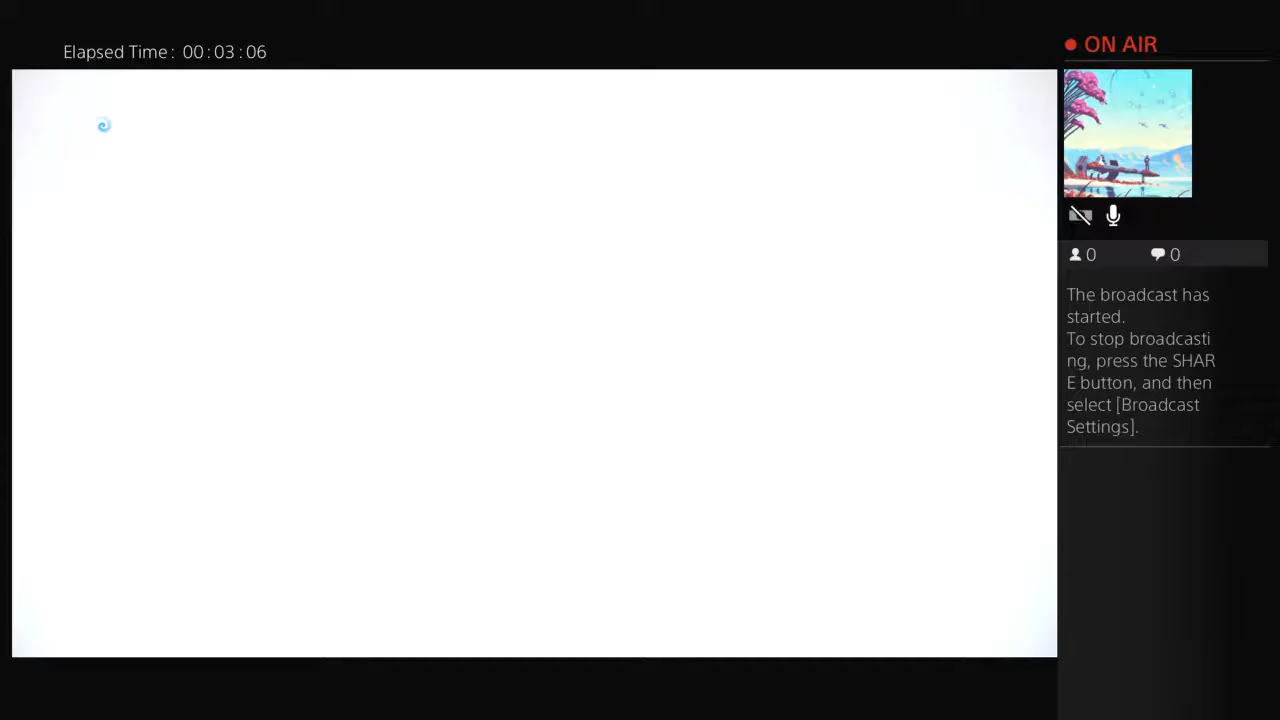 Elapsed Time: 00:03:06
ON AIR
0 0
The broadcast has
started.
To stop broadcasti
ng, press the SHAR
E button, and then
select [Broadcast
Settings].